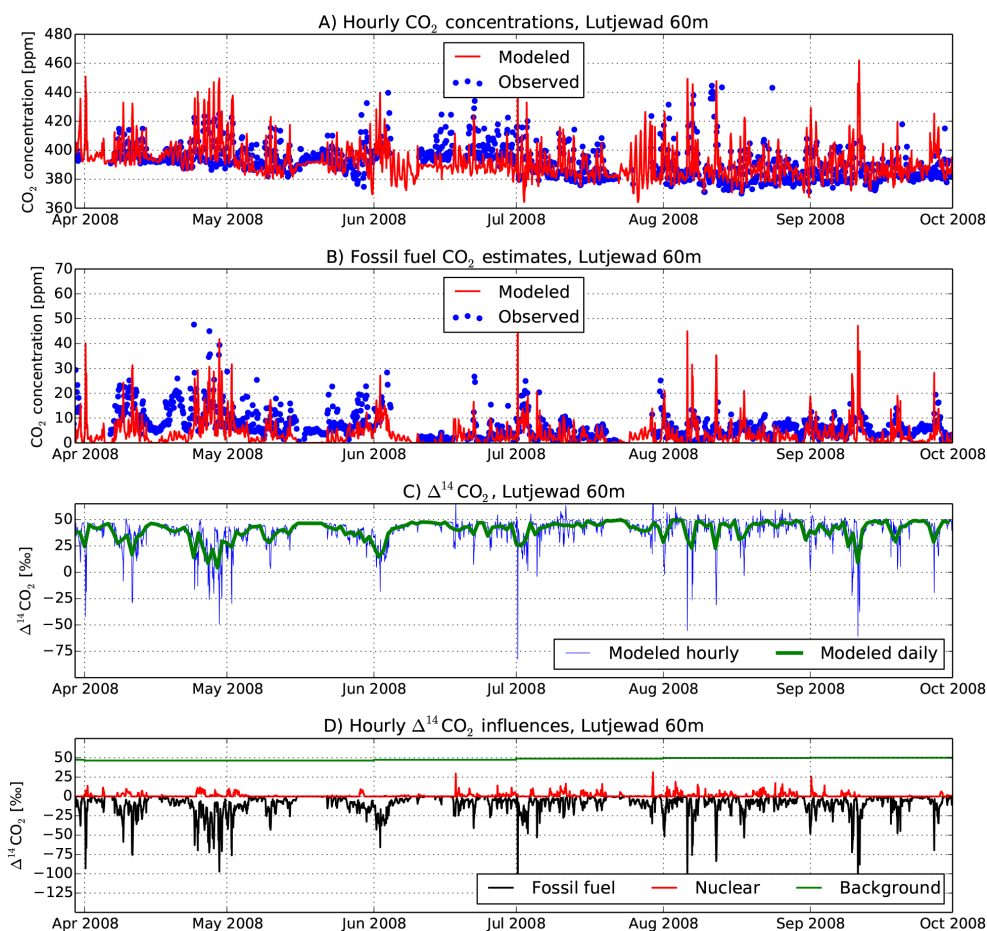 A) Hourly CO₂ concentrations, Lutjewad 60m
CO₂ concentration [ppm]
480
460
440
420
400
380
360
Modeled
Observed
Apr 2008 May 2008 Jun 2008 Jul 2008 Aug 2008 Sep 2008 Oct 2008
B) Fossil fuel CO₂ estimates, Lutjewad 60m
CO₂ concentration [ppm]
70
60
50
40
30
20
10
0
Modeled
Observed
Apr 2008 May 2008 Jun 2008 Jul 2008 Aug 2008 Sep 2008 Oct 2008
C) Δ¹⁴CO₂, Lutjewad 60m
Δ¹⁴CO₂ [‰]
50
25
0
−25
−50
−75
Modeled hourly Modeled daily
Apr 2008 May 2008 Jun 2008 Jul 2008 Aug 2008 Sep 2008 Oct 2008
D) Hourly Δ¹⁴CO₂ influences, Lutjewad 60m
Δ¹⁴CO₂ [‰]
50
25
0
−25
−50
−75
−100
−125
Fossil fuel Nuclear Background
Apr 2008 May 2008 Jun 2008 Jul 2008 Aug 2008 Sep 2008 Oct 2008